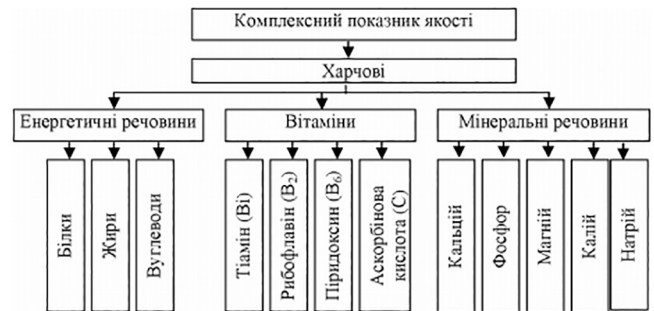 Комплексний показник якості
Харчові
Енергетичні речовини
Вітаміни
Мінеральні речовини
Білки
Жири
Вуглеводи
Тіамін (Ві)
Рибофлавін (В₂)
Піридоксин (В₆)
Аскорбінова
кислота (С)
Кальцій
Фосфор
Магній
Калій
Натрій